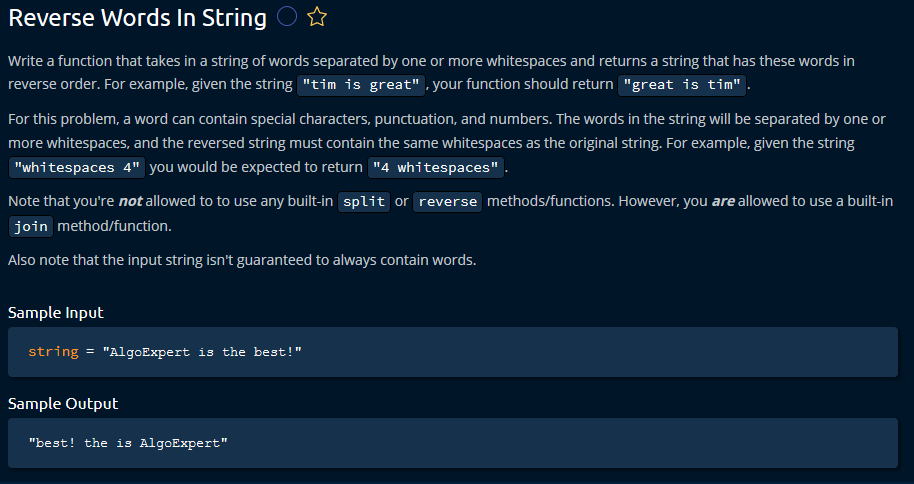 Reverse Words In String
Write a function that takes in a string of words separated by one or more whitespaces and returns a string that has these words in
reverse order. For example, given the string "tim is great", your function should return "great is tim".
For this problem, a word can contain special characters, punctuation, and numbers. The words in the string will be separated by one or
more whitespaces, and the reversed string must contain the same whitespaces as the original string. For example, given the string
"whitespaces 4" you would be expected to return "4 whitespaces".
Note that you're not allowed to to use any built-in split or reverse methods/functions. However, you are allowed to use a built-in
join method/function.
Also note that the input string isn't guaranteed to always contain words.
Sample Input
string = "AlgoExpert is the best!"
Sample Output
"best! the is AlgoExpert"